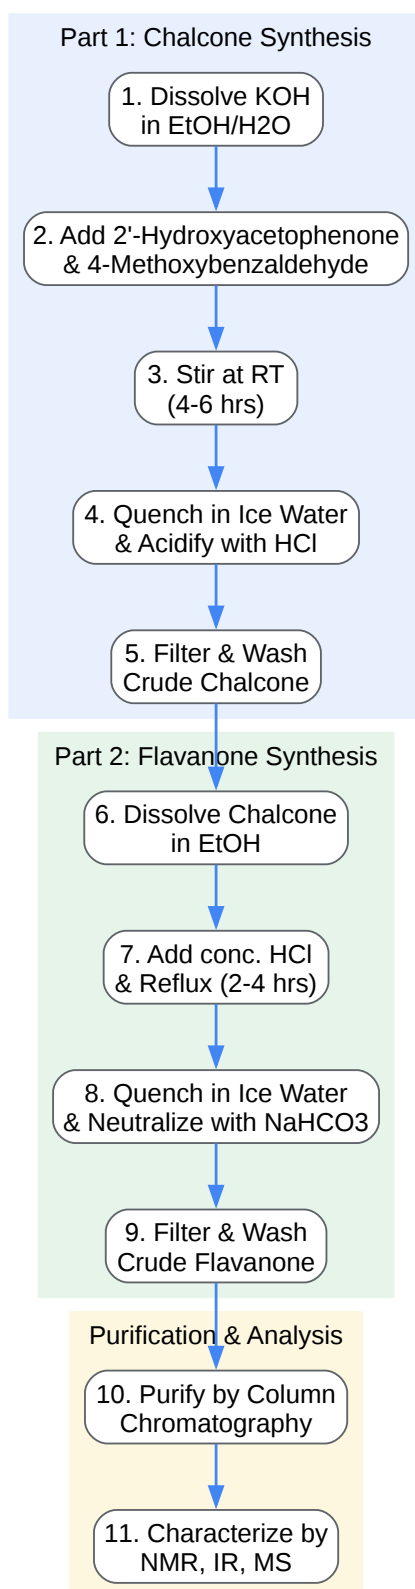 Part 1: Chalcone Synthesis
1. Dissolve KOH
in EtOH/H2O
2. Add 2'-Hydroxyacetophenone
& 4-Methoxybenzaldehyde
3. Stir at RT
(4-6 hrs)
4. Quench in Ice Water
& Acidify with HCl
5. Filter & Wash
Crude Chalcone
Part 2: Flavanone Synthesis
6. Dissolve Chalcone
in EtOH
7. Add conc. HCl
& Reflux (2-4 hrs)
8. Quench in Ice Water
& Neutralize with NaHCO3
9. Filter & Wash
Crude Flavanone
Purification & Analysis
10. Purify by Column
Chromatography
11. Characterize by
NMR, IR, MS